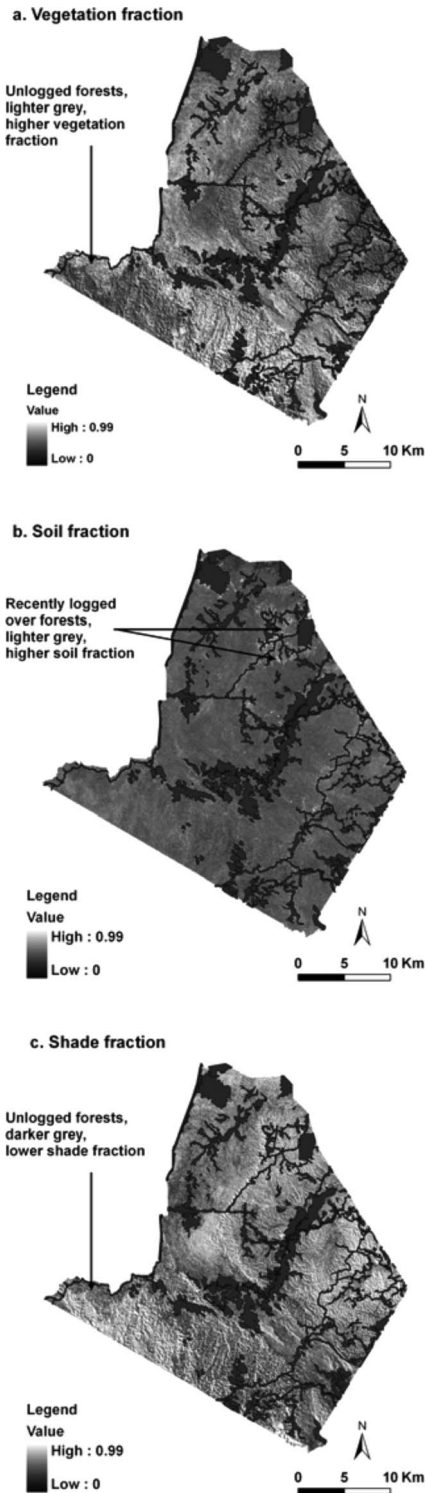 a. Vegetation fraction
Unlogged forests,
lighter grey,
higher vegetation
fraction
Legend
Value
High : 0.99
Low : 0
N
0 5 10 Km
b. Soil fraction
Recently logged
over forests,
lighter grey,
higher soil fraction
Legend
Value
High : 0.99
Low : 0
N
0 5 10 Km
c. Shade fraction
Unlogged forests,
darker grey,
lower shade fraction
Legend
Value
High : 0.99
Low : 0
N
0 5 10 Km